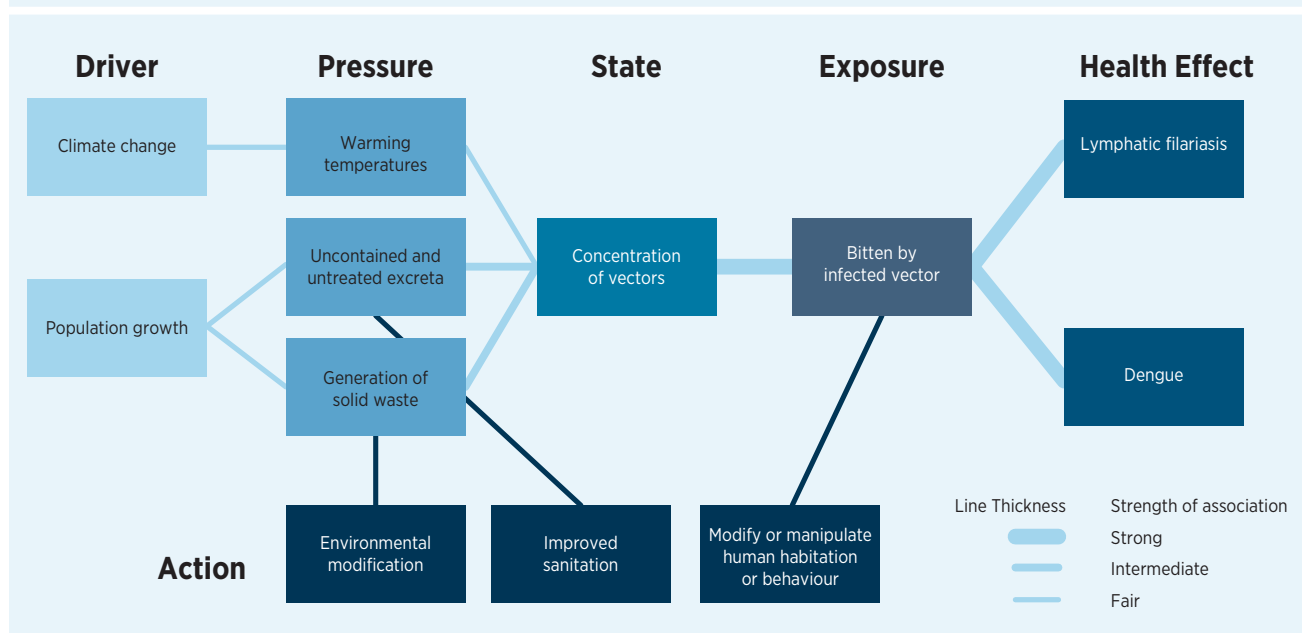 Driver
Pressure
State
Exposure
Health Effect
Climate change
Warming
temperatures
Lymphatic filariasis
Uncontained and
untreated excreta
Concentration
of vectors
Bitten by
infected vector
Population growth
Generation of
solid waste
Dengue
Action
Environmental
modification
Improved
sanitation
Modify or manipulate
human habitation
or behaviour
Line Thickness
Strength of association
Strong
Intermediate
Fair